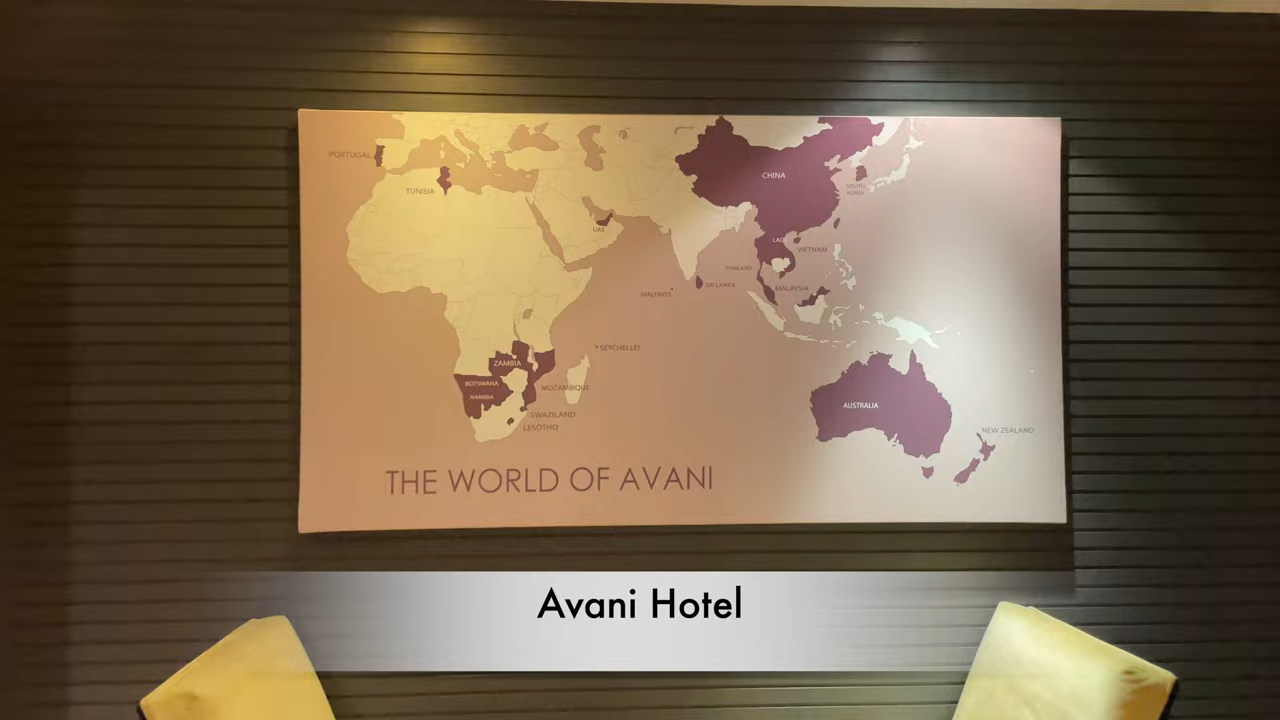 PORTUGAL
TUNISIA
UAE
CHINA
SOUTH
KOREA
LAO
VIETNAM
THAILAND
MALDIVES
SRI LANKA
MALAYSIA
SEYCHELLES
ZAMBIA
BOTSWANA
MOZAMBIQUE
NAMIBIA
SWAZILAND
LESOTHO
AUSTRALIA
NEW ZEALAND
THE WORLD OF AVANI
Avani Hotel